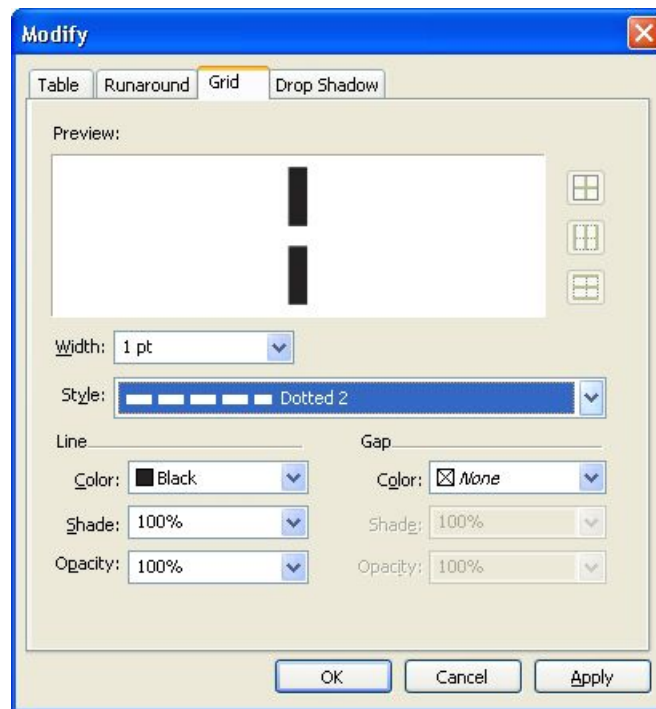 Modify
Table Runaround Grid Drop Shadow
Preview:
Width: 1 pt
Style: Dotted 2
Line Gap
Color: Black Color: None
Shade: 100% Shade: 100%
Opacity: 100% Opacity: 100%
OK Cancel Apply